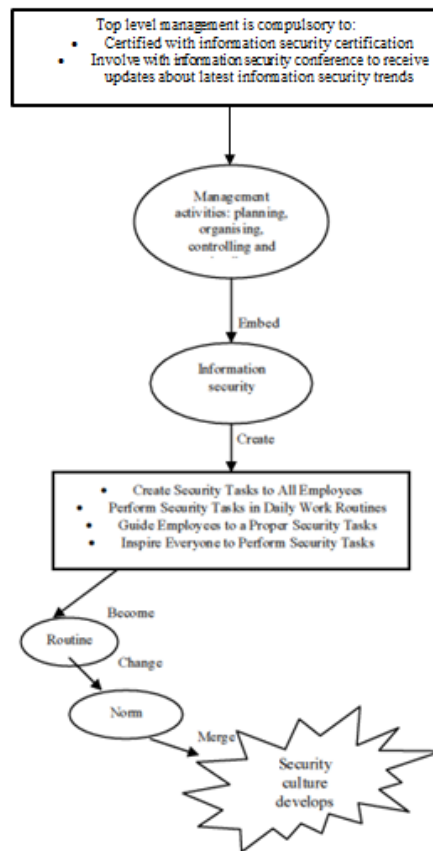 Top level management is compulsory to:
• Certified with information security certification
• Involve with information security conference to receive
updates about latest information security trends
Management
activities: planning,
organising,
controlling and
Embed
Information
security
Create
• Create Security Tasks to All Employees
• Perform Security Tasks in Daily Work Routines
• Guide Employees to a Proper Security Tasks
• Inspire Everyone to Perform Security Tasks
Become
Routine
Change
Norm
Merge
Security
culture
develops